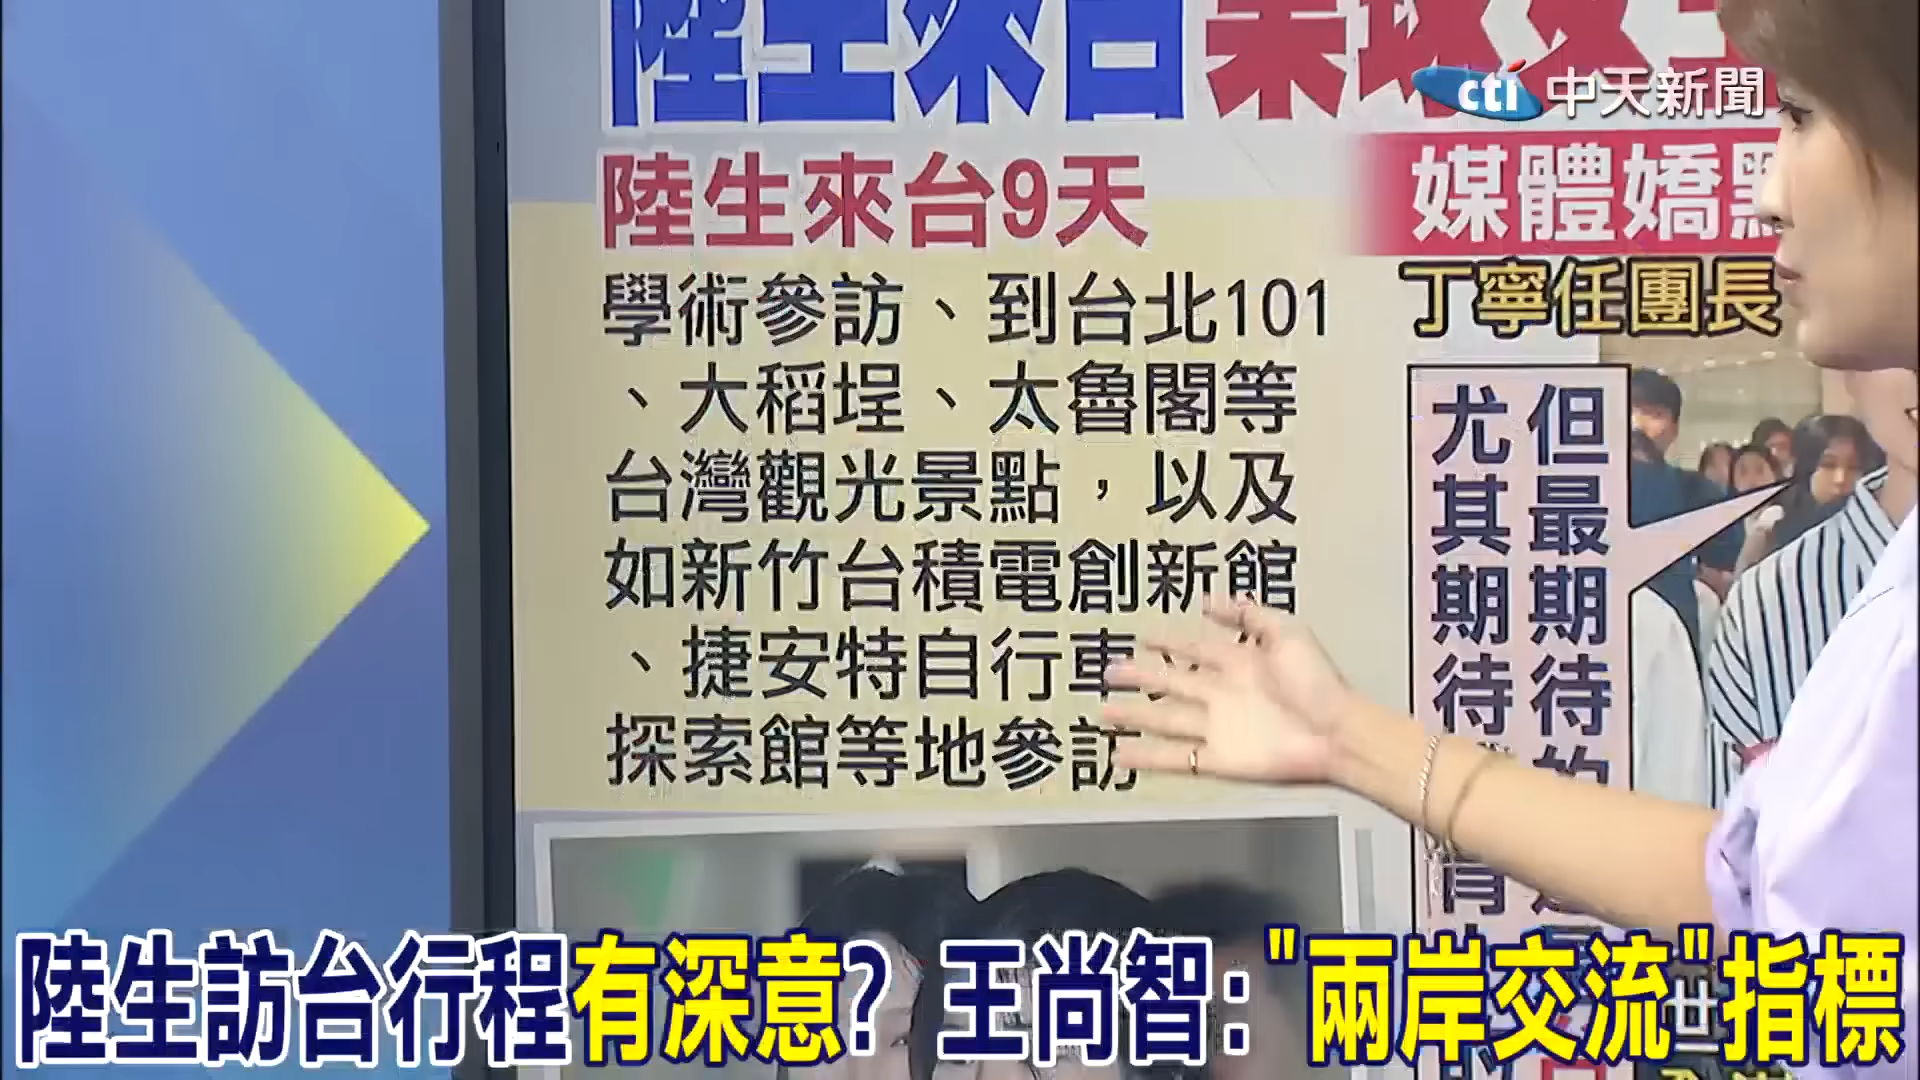 陸生來台
cti 中天新聞
陸生來台9天
學術參訪、到台北101
、大稻埕、太魯閣等
台灣觀光景點，以及
如新竹台積電創新館
、捷安特自行車
探索館等地參訪
媒體嬌點
丁寧任團長
但最期待的
尤其期待
陸生訪台行程有深意? 王尚智:"兩岸交流"指標